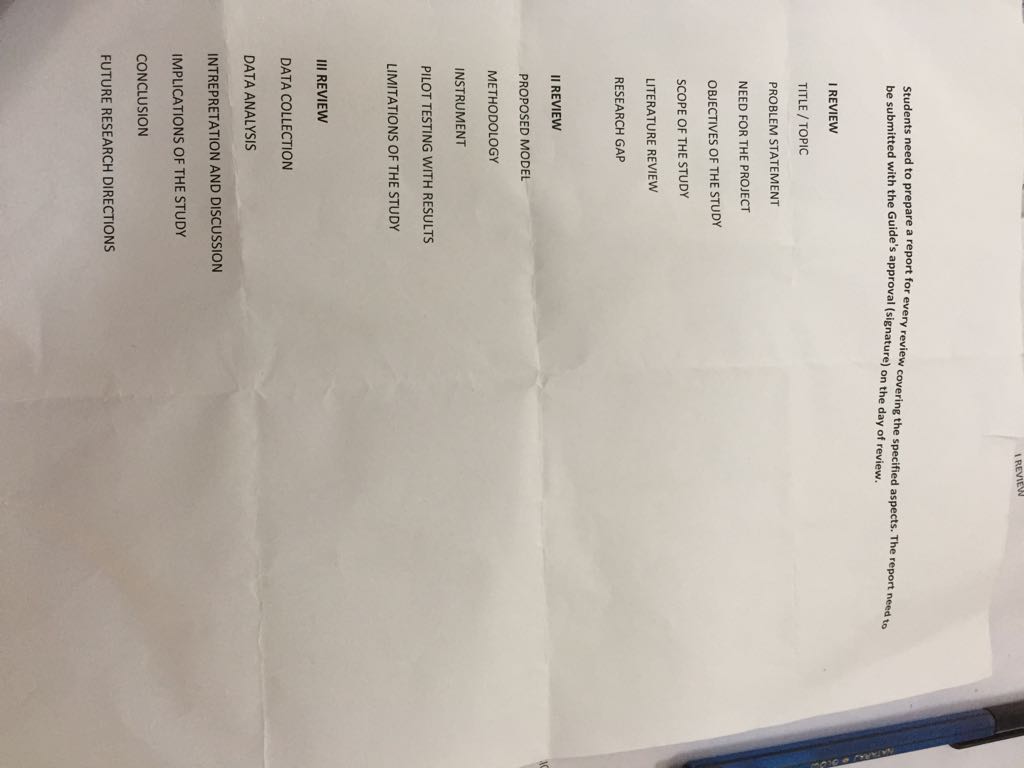 I REVIEW
Students need to prepare a report for every review covering the specified aspects. The report need to
be submitted with the Guide's approval (signature) on the day of review.
I REVIEW
TITLE / TOPIC
PROBLEM STATEMENT
NEED FOR THE PROJECT
OBJECTIVES OF THE STUDY
SCOPE OF THE STUDY
LITERATURE REVIEW
RESEARCH GAP
II REVIEW
PROPOSED MODEL
METHODOLOGY
INSTRUMENT
PILOT TESTING WITH RESULTS
LIMITATIONS OF THE STUDY
III REVIEW
DATA COLLECTION
DATA ANALYSIS
INTREPRETATION AND DISCUSSION
IMPLICATIONS OF THE STUDY
CONCLUSION
FUTURE RESEARCH DIRECTIONS